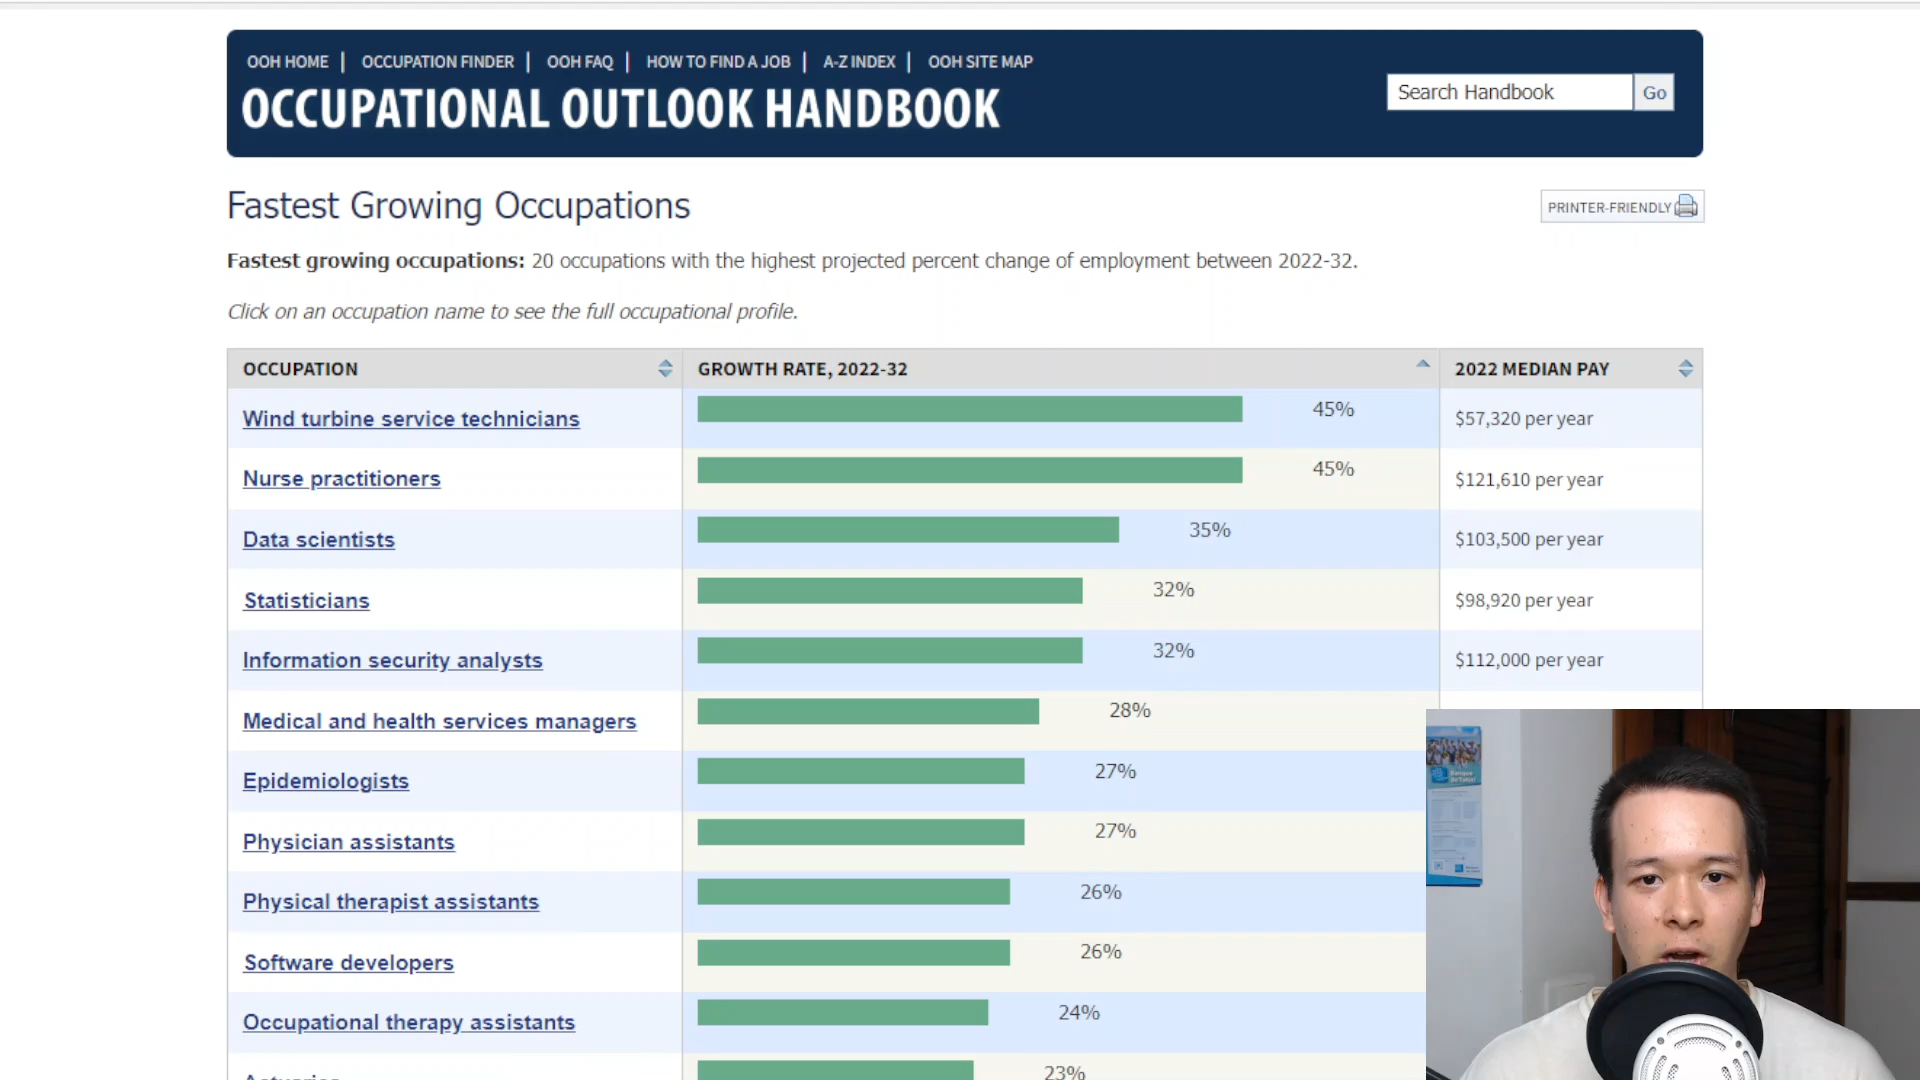 OOH HOME | OCCUPATION FINDER | OOH FAQ | HOW TO FIND A JOB | A-Z INDEX | OOH SITE MAP
OCCUPATIONAL OUTLOOK HANDBOOK
Search Handbook Go
Fastest Growing Occupations
PRINTER-FRIENDLY
Fastest growing occupations: 20 occupations with the highest projected percent change of employment between 2022-32.
Click on an occupation name to see the full occupational profile.
OCCUPATION GROWTH RATE, 2022-32 2022 MEDIAN PAY
Wind turbine service technicians 45% $57,320 per year
Nurse practitioners 45% $121,610 per year
Data scientists 35% $103,500 per year
Statisticians 32% $98,920 per year
Information security analysts 32% $112,000 per year
Medical and health services managers 28%
Epidemiologists 27%
Physician assistants 27%
Physical therapist assistants 26%
Software developers 26%
Occupational therapy assistants 24%
Actuaries 23%